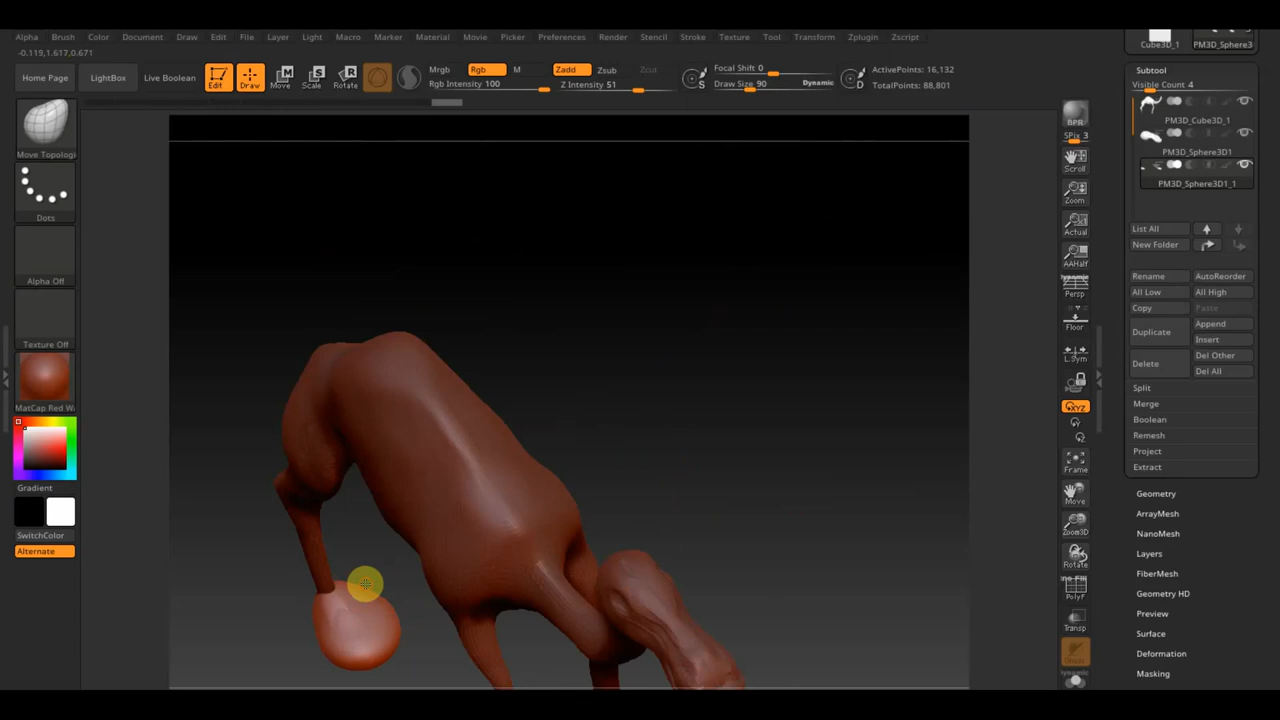 Alpha Brush Color Document Draw Edit File Layer Light Macro Marker Material Movie Picker Preferences Render Stencil Stroke Texture Tool Transform Zplugin Zscript
-0.119,1.617,0.671
Home Page LightBox Live Boolean Edit Draw Move Scale Rotate
Mrgb Rgb M
Rgb Intensity 100
Zadd Zsub Zcut
Z Intensity 51
S
Focal Shift 0
Draw Size 90 Dynamic
D
ActivePoints: 16,132
TotalPoints: 88,801
Move Topologi
Dots
Alpha Off
Texture Off
MatCap Red Wa
Gradient
SwitchColor
Alternate
BPR
SPix 3
Scroll
Zoom
Actual
AAHalf
Dynamic
Persp
Floor
L.Sym
XYZ
Y
Z
Frame
Move
Zoom3D
Rotate
PolyF
Transp
Dynamic
Cube3D_1 PM3D_Sphere3
Subtool
Visible Count 4
PM3D_Cube3D_1
PM3D_Sphere3D1
PM3D_Sphere3D1_1
List All
New Folder
Rename AutoReorder
All Low All High
Copy Paste
Duplicate Append
Insert
Delete Del Other
Del All
Split
Merge
Boolean
Remesh
Project
Extract
Geometry
ArrayMesh
NanoMesh
Layers
FiberMesh
Geometry HD
Preview
Surface
Deformation
Masking